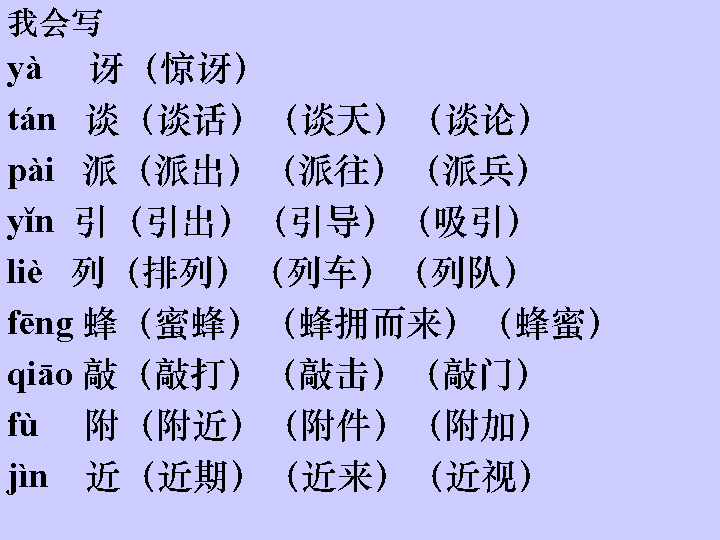 我会写
yà 讶（惊讶）
tán 谈（谈话）（谈天）（谈论）
pài 派（派出）（派往）（派兵）
yǐn 引（引出）（引导）（吸引）
liè 列（排列）（列车）（列队）
fēng 蜂（蜜蜂）（蜂拥而来）（蜂蜜）
qiāo 敲（敲打）（敲击）（敲门）
fù 附（附近）（附件）（附加）
jìn 近（近期）（近来）（近视）